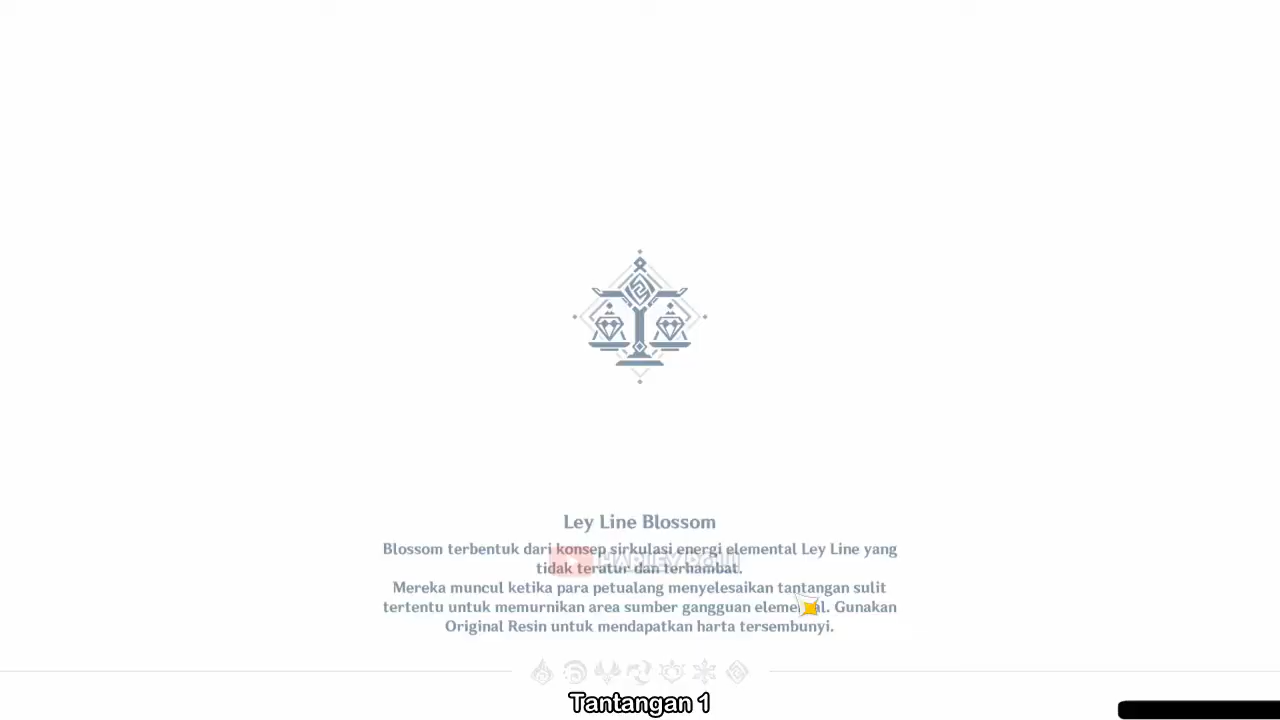 Ley Line Blossom
Blossom terbentuk dari konsep sirkulasi energi elemental Ley Line yang
tidak teratur dan terhambat.
Mereka muncul ketika para petualang menyelesaikan tantangan sulit
tertentu untuk memurnikan area sumber gangguan elemental. Gunakan
Original Resin untuk mendapatkan harta tersembunyi.
Tantangan 1